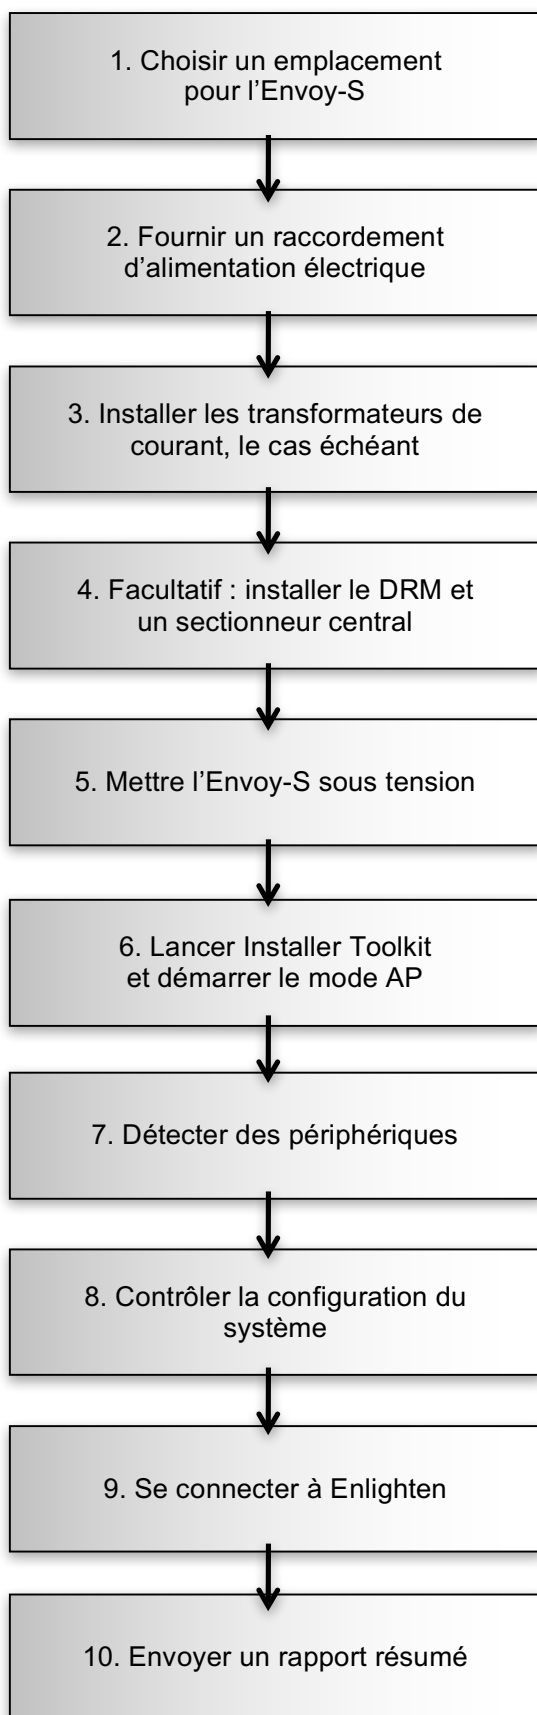 1. Choisir un emplacement
pour l’Envoy-S
2. Fournir un raccordement
d’alimentation électrique
3. Installer les transformateurs de
courant, le cas échéant
4. Facultatif : installer le DRM et
un sectionneur central
5. Mettre l’Envoy-S sous tension
6. Lancer Installer Toolkit
et démarrer le mode AP
7. Détecter des périphériques
8. Contrôler la configuration du
système
9. Se connecter à Enlighten
10. Envoyer un rapport résumé